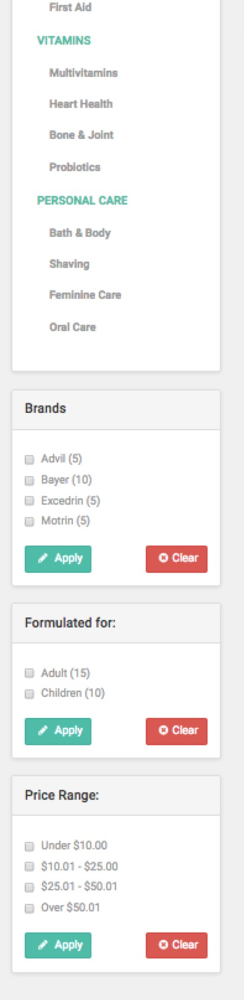 First Aid
VITAMINS
Multivitamins
Heart Health
Bone & Joint
Probiotics
PERSONAL CARE
Bath & Body
Shaving
Feminine Care
Oral Care
Brands
Advil (5)
Bayer (10)
Excedrin (5)
Motrin (5)
Apply Clear
Formulated for:
Adult (15)
Children (10)
Apply Clear
Price Range:
Under $10.00
$10.01 - $25.00
$25.01 - $50.01
Over $50.01
Apply Clear